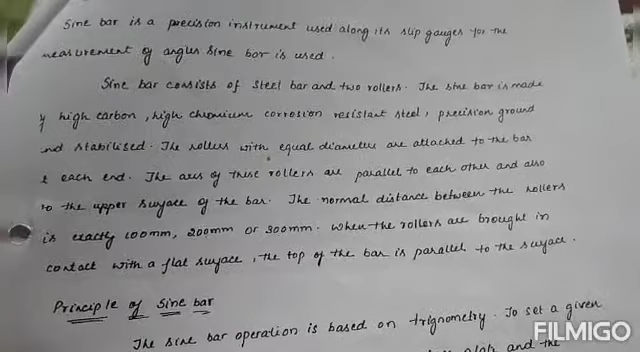 Sine bar is a precision instrument used along its slip gauges for the
measurement of angles sine bar is used.
Sine bar consists of steel bar and two rollers. The sine bar is made
y high carbon, high chromium corrosion resistant steel, precision ground
nd stabilised. The rollers with equal diameter are attached to the bar
t each end. The axes of these rollers are parallel to each other and also
to the upper surface of the bar. The normal distance between the rollers
is exactly 100mm, 200mm or 300mm. When the rollers are brought in
contact with a flat surface, the top of the bar is parallel to the surface.
Principle of Sine bar
The sine bar operation is based on trignometry. To set a given
and the
FILMIGO